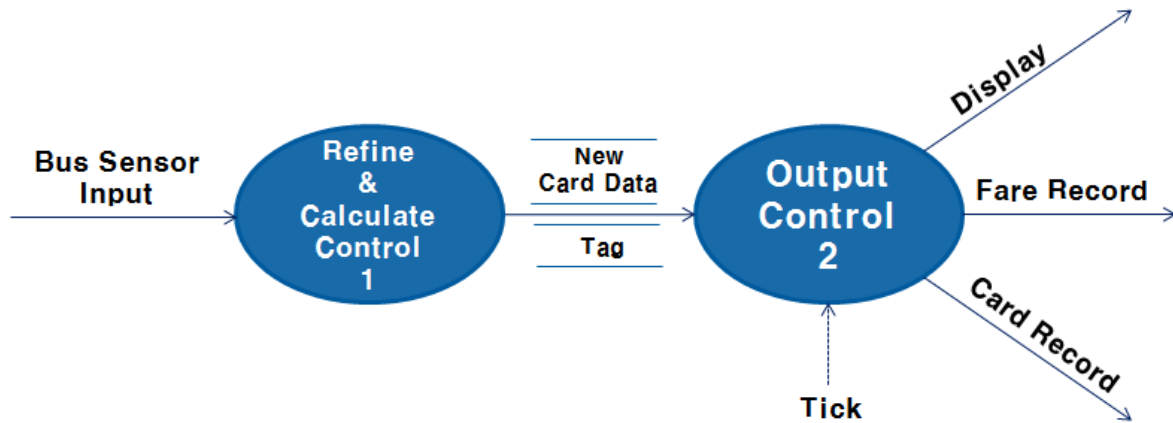 Bus Sensor
Input
Refine
&
Calculate
Control
1
New
Card Data
Tag
Output
Control
2
Tick
Display
Fare Record
Card Record